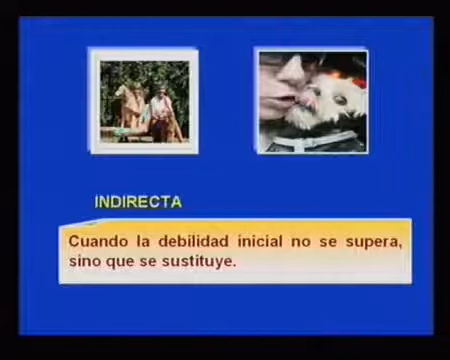 INDIRECTA
Cuando la debilidad inicial no se supera,
sino que se sustituye.